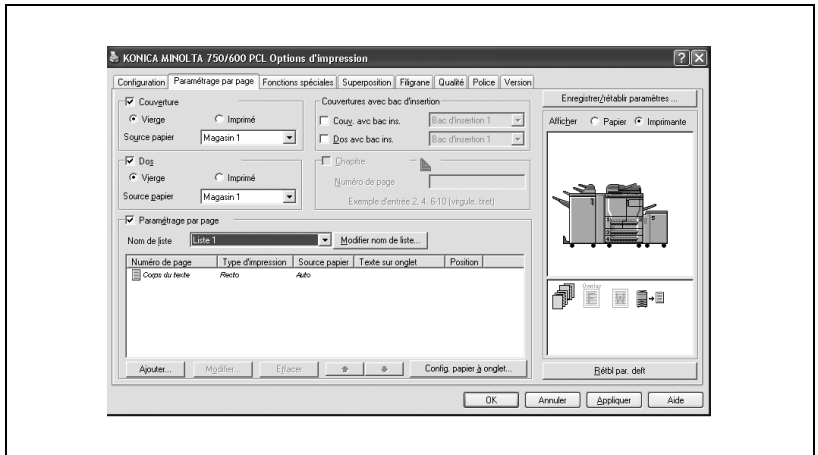 KONICA MINOLTA 750/600 PCL Options d'impression
Configuration Paramétrage par page Fonctions spéciales Superposition Filigrane Qualité Police Version
Couverture
Vierge Imprimé
Source papier Magasin 1
Dos
Vierge Imprimé
Source papier Magasin 1
Couvertures avec bac d'insertion
Couv. avc bac ins. Bac d'insertion 1
Dos avc bac ins. Bac d'insertion 1
Chapitre
Numéro de page
Exemple d'entrée 2, 4, 6-10 (virgule, tiret)
Paramétrage par page
Nom de liste Liste 1 Modifier nom de liste...
Numéro de page Type d'impression Source papier Texte sur onglet Position
Corps du texte Recto Auto
Ajouter... Modifier... Effacer Config. papier à onglet...
Enregistrer/rétablir paramètres ...
Afficher Papier Imprimante
Overlay
Rétbl par. deft
OK Annuler Appliquer Aide